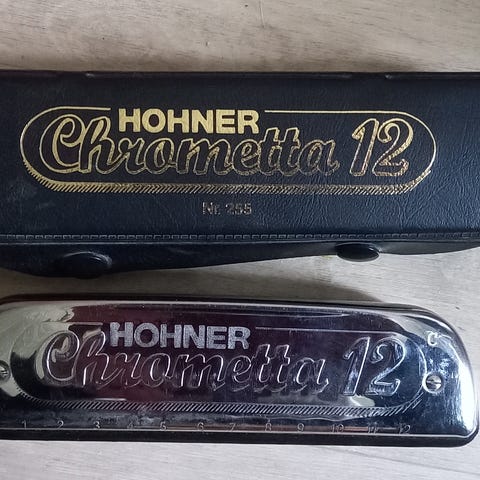 HOHNER
Chrometta 12
Nr. 255
HOHNER
Chrometta 12
C
1 2 3 4 5 6 7 8 9 10 11 12